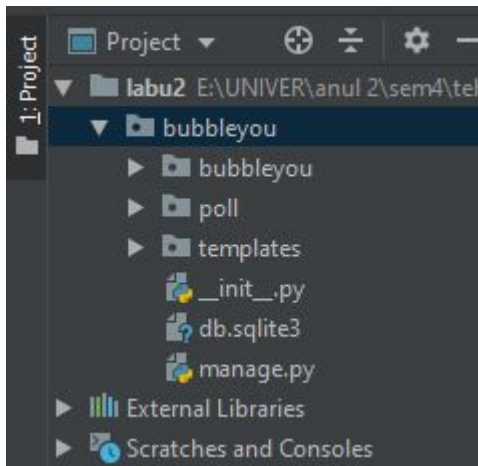 1: Project
Project
labu2 E:\UNIVER\anul 2\sem4\teh
bubbleyou
bubbleyou
poll
templates
__init__.py
db.sqlite3
manage.py
External Libraries
Scratches and Consoles